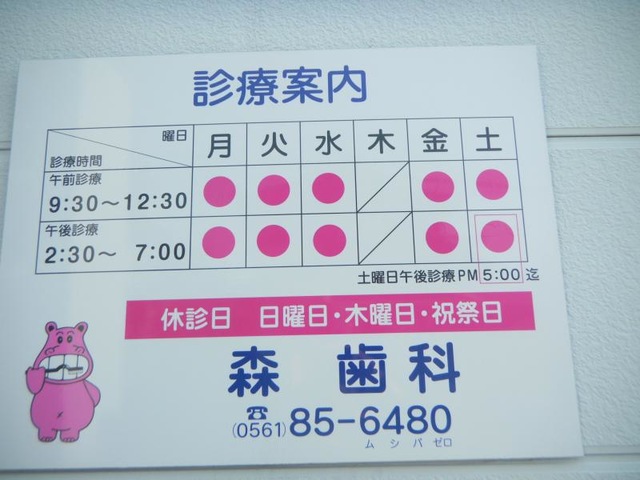 診療案内
曜日 月 火 水 木 金 土
診療時間
午前診療
9:30～12:30 ● ● ● ／ ● ●
午後診療
2:30～ 7:00 ● ● ● ／ ● ●
土曜日午後診療PM5:00迄
休診日 日曜日・木曜日・祝祭日
森 歯科
☎(0561)85-6480
ムシバゼロ